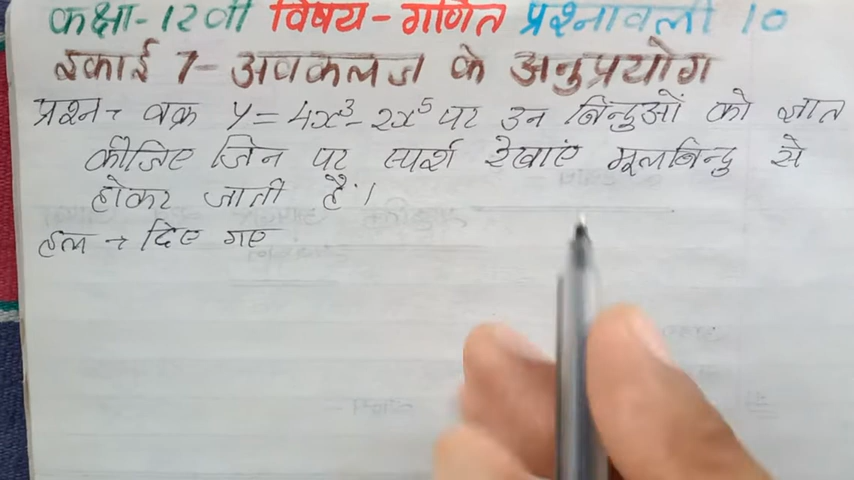 कक्षा-12वीं विषय-गणित प्रश्नावली 10
इकाई 7- अवकलज के अनुप्रयोग
प्रश्न→ वक्र y=4x³-2x⁵ पर उन बिन्दुओं को ज्ञात
कीजिए जिन पर स्पर्श रेखाएं मूलबिन्दु से
होकर जाती हैं।
हल → दिए गए